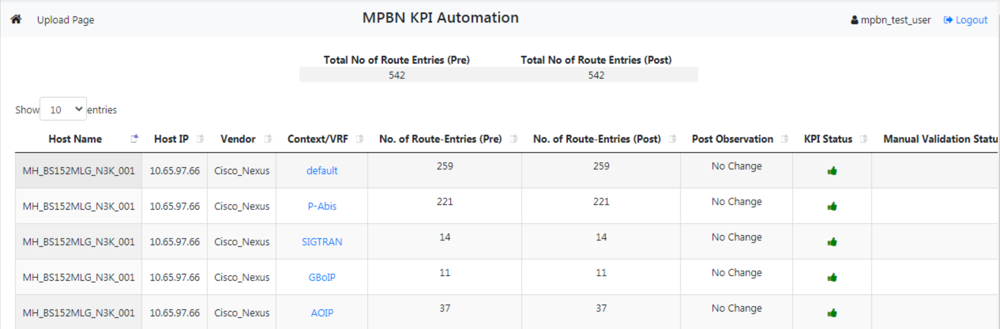 Upload Page MPBN KPI Automation mpbn_test_user Logout
Total No of Route Entries (Pre) Total No of Route Entries (Post)
542 542
Show 10 entries
Host Name Host IP Vendor Context/VRF No. of Route-Entries (Pre) No. of Route-Entries (Post) Post Observation KPI Status Manual Validation Statu
MH_BS152MLG_N3K_001 10.65.97.66 Cisco_Nexus default 259 259 No Change
MH_BS152MLG_N3K_001 10.65.97.66 Cisco_Nexus P-Abis 221 221 No Change
MH_BS152MLG_N3K_001 10.65.97.66 Cisco_Nexus SIGTRAN 14 14 No Change
MH_BS152MLG_N3K_001 10.65.97.66 Cisco_Nexus GBoIP 11 11 No Change
MH_BS152MLG_N3K_001 10.65.97.66 Cisco_Nexus AOIP 37 37 No Change